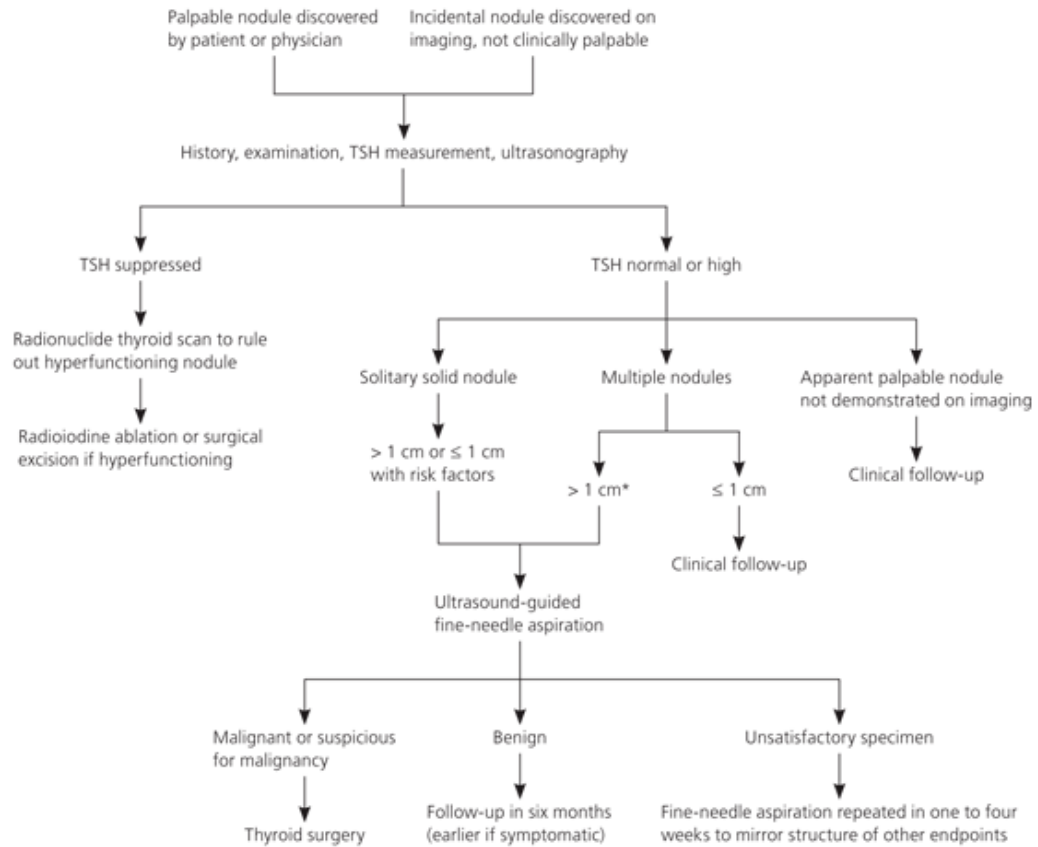 Palpable nodule discovered
by patient or physician
Incidental nodule discovered on
imaging, not clinically palpable
History, examination, TSH measurement, ultrasonography
TSH suppressed
TSH normal or high
Radionuclide thyroid scan to rule
out hyperfunctioning nodule
Solitary solid nodule
Multiple nodules
Apparent palpable nodule
not demonstrated on imaging
Radioiodine ablation or surgical
excision if hyperfunctioning
> 1 cm or ≤ 1 cm
with risk factors
> 1 cm*
≤ 1 cm
Clinical follow-up
Clinical follow-up
Ultrasound-guided
fine-needle aspiration
Malignant or suspicious
for malignancy
Benign
Unsatisfactory specimen
Thyroid surgery
Follow-up in six months
(earlier if symptomatic)
Fine-needle aspiration repeated in one to four
weeks to mirror structure of other endpoints